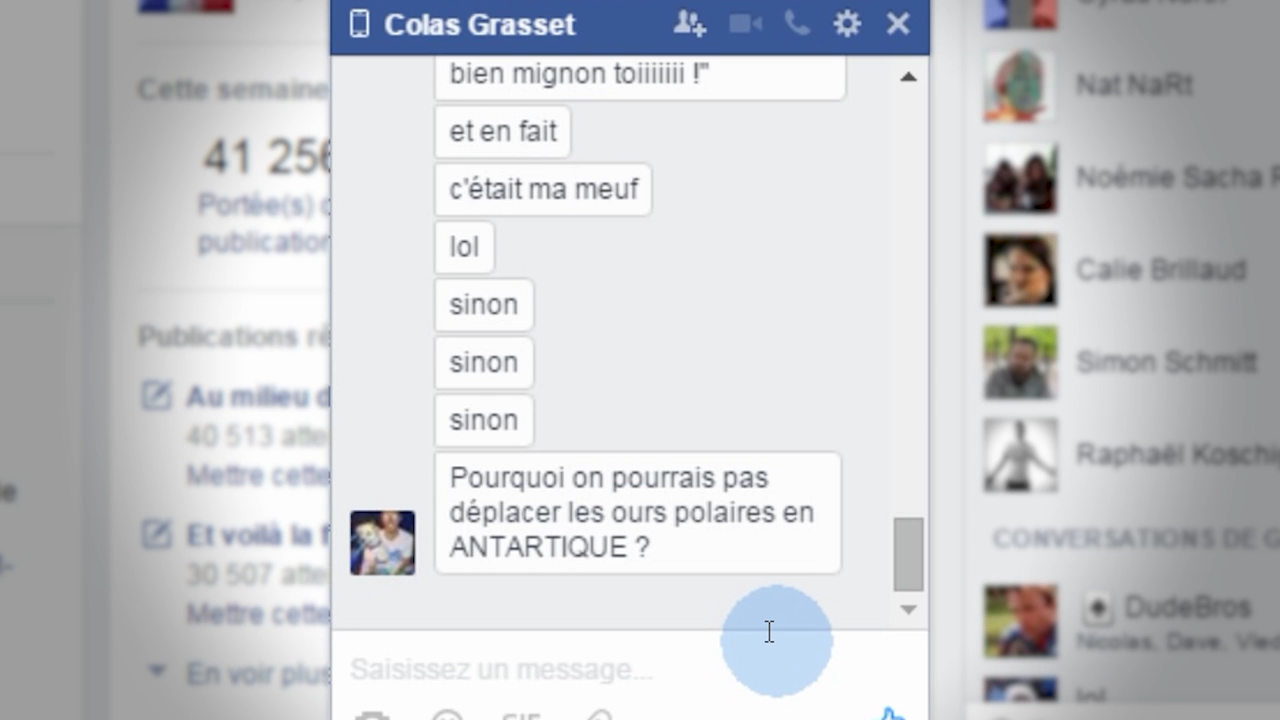 Colas Grasset
bien mignon toiiiiiii !"
et en fait
c'était ma meuf
lol
sinon
sinon
sinon
Pourquoi on pourrais pas
déplacer les ours polaires en
ANTARTIQUE ?
Saisissez un message...
GIF
Cette semaine
41 256
Portée(s)
publication
Publications
Au milieu
40 513
Mettre cette
Et voilà la
30 507
Mettre cette
En voir plus
Nat NaRt
Noémie Sacha
Calie Brillaud
Simon Schmitt
Raphaël Koschi
CONVERSATIONS DE G
DudeBros
Nicolas, Dave,
lol